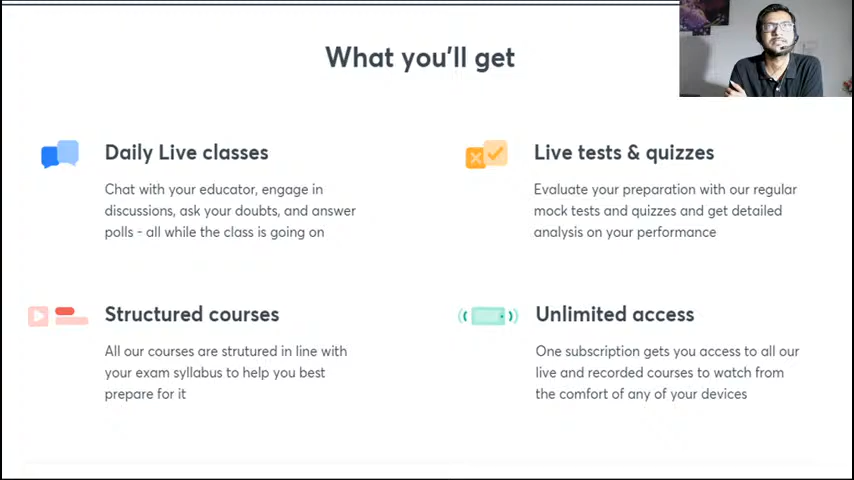 What you'll get
Daily Live classes
Chat with your educator, engage in
discussions, ask your doubts, and answer
polls - all while the class is going on
Live tests & quizzes
Evaluate your preparation with our regular
mock tests and quizzes and get detailed
analysis on your performance
Structured courses
All our courses are strutured in line with
your exam syllabus to help you best
prepare for it
Unlimited access
One subscription gets you access to all our
live and recorded courses to watch from
the comfort of any of your devices